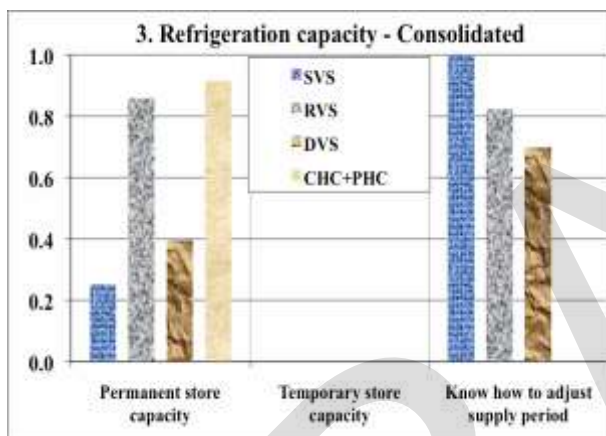 3. Refrigeration capacity - Consolidated
1.0
0.8
0.6
0.4
0.2
0.0
SVS
RVS
DVS
CHC+PHC
Permanent store
capacity
Temporary store
capacity
Know how to adjust
supply period